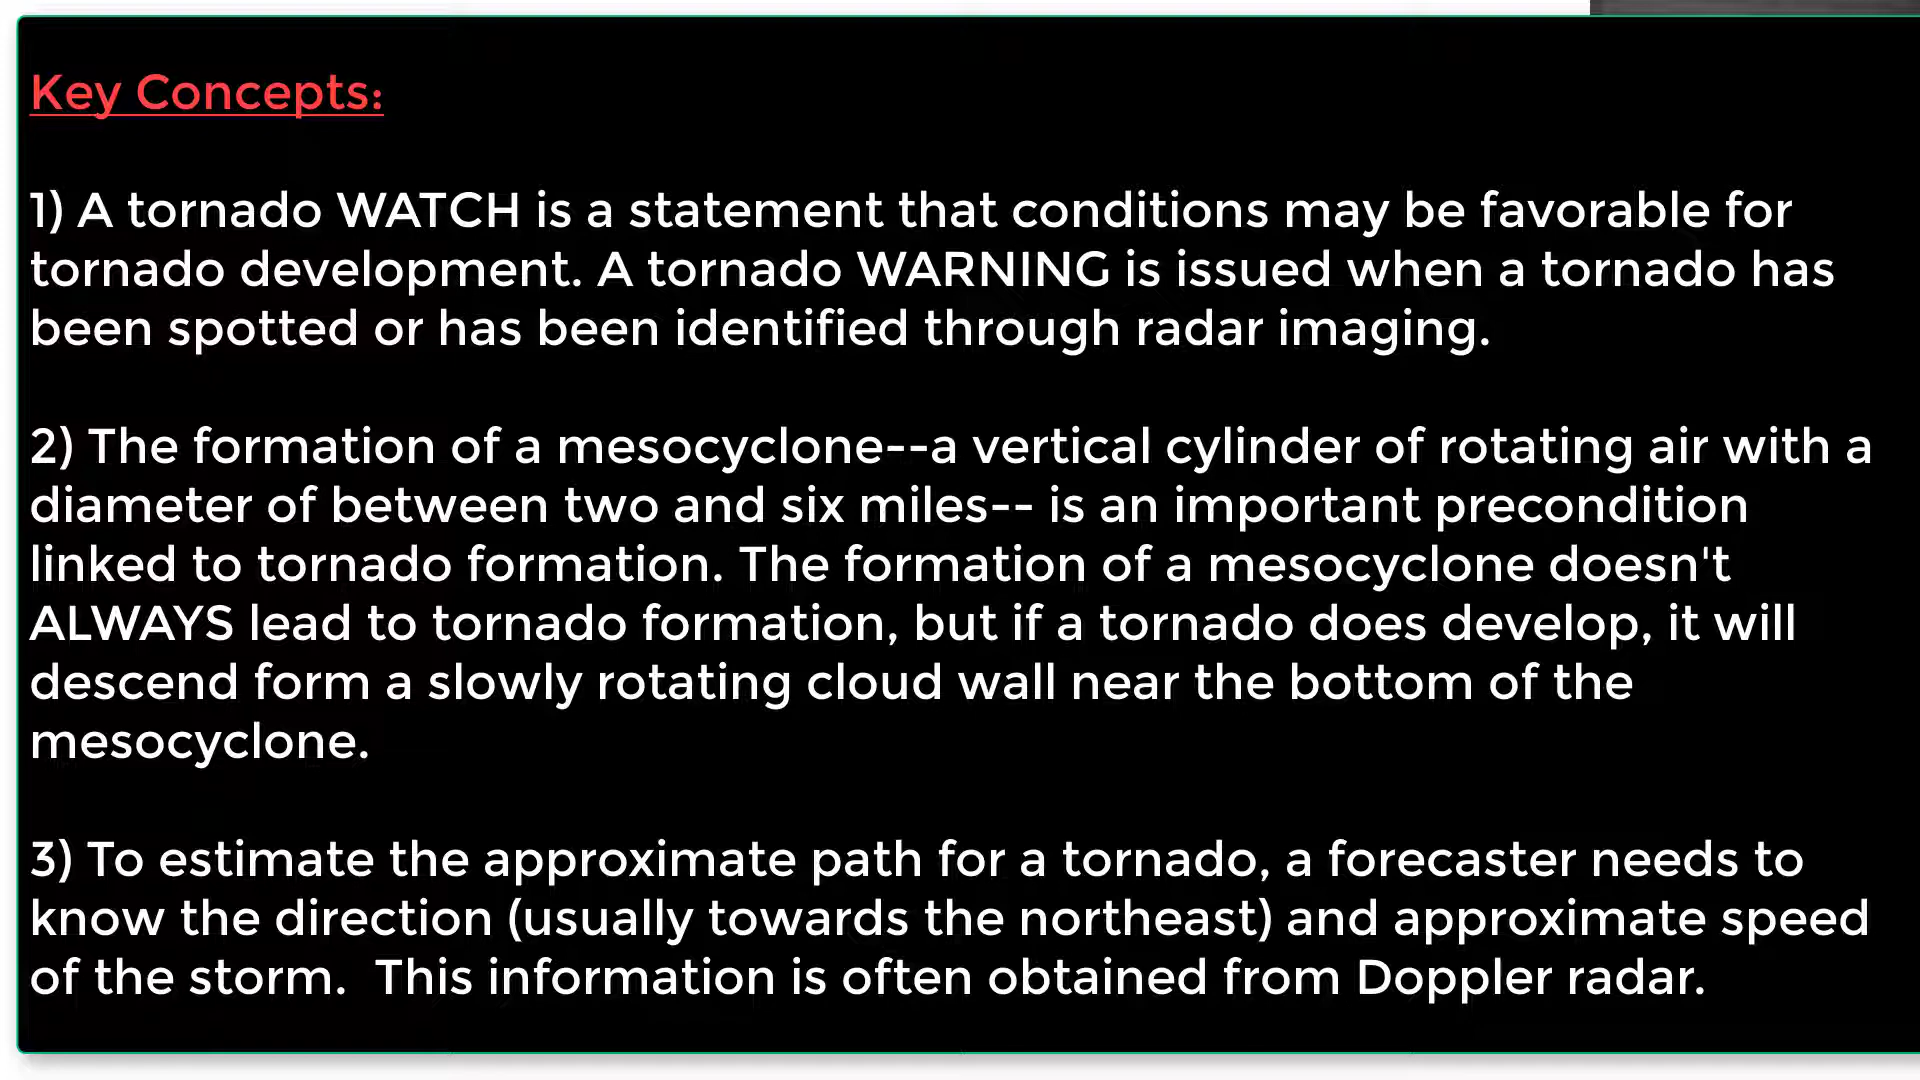 Key Concepts:
1) A tornado WATCH is a statement that conditions may be favorable for
tornado development. A tornado WARNING is issued when a tornado has
been spotted or has been identified through radar imaging.
2) The formation of a mesocyclone--a vertical cylinder of rotating air with a
diameter of between two and six miles-- is an important precondition
linked to tornado formation. The formation of a mesocyclone doesn't
ALWAYS lead to tornado formation, but if a tornado does develop, it will
descend form a slowly rotating cloud wall near the bottom of the
mesocyclone.
3) To estimate the approximate path for a tornado, a forecaster needs to
know the direction (usually towards the northeast) and approximate speed
of the storm.  This information is often obtained from Doppler radar.